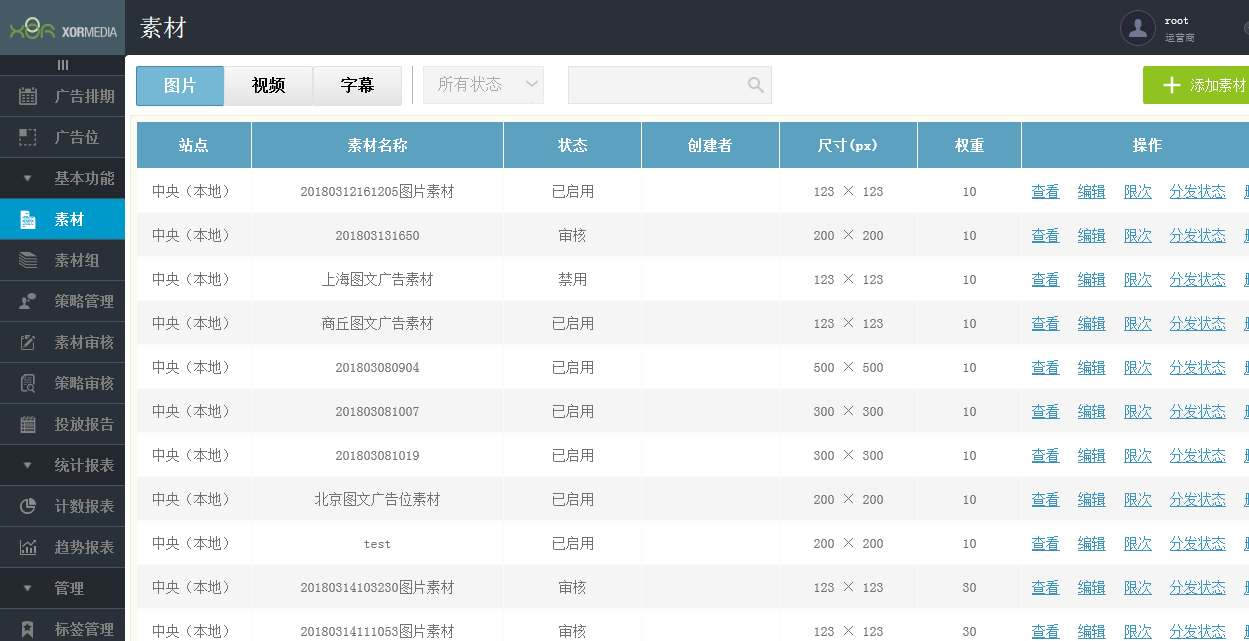 XOR XORMEDIA 素材 root
运营商
图片 视频 字幕 所有状态 添加素材
广告排期
广告位
基本功能
素材
素材组
策略管理
素材审核
策略审核
投放报告
统计报表
计数报表
趋势报表
管理
标签管理
站点 素材名称 状态 创建者 尺寸(px) 权重 操作
中央（本地） 20180312161205图片素材 已启用 123 × 123 10 查看 编辑 限次 分发状态
中央（本地） 201803131650 审核 200 × 200 10 查看 编辑 限次 分发状态
中央（本地） 上海图文广告素材 禁用 123 × 123 10 查看 编辑 限次 分发状态
中央（本地） 商丘图文广告素材 已启用 123 × 123 10 查看 编辑 限次 分发状态
中央（本地） 201803080904 已启用 500 × 500 10 查看 编辑 限次 分发状态
中央（本地） 201803081007 已启用 300 × 300 10 查看 编辑 限次 分发状态
中央（本地） 201803081019 已启用 300 × 300 10 查看 编辑 限次 分发状态
中央（本地） 北京图文广告位素材 已启用 200 × 200 10 查看 编辑 限次 分发状态
中央（本地） test 已启用 200 × 200 10 查看 编辑 限次 分发状态
中央（本地） 20180314103230图片素材 审核 123 × 123 30 查看 编辑 限次 分发状态
中央（本地） 20180314111053图片素材 审核 123 × 123 30 查看 编辑 限次 分发状态